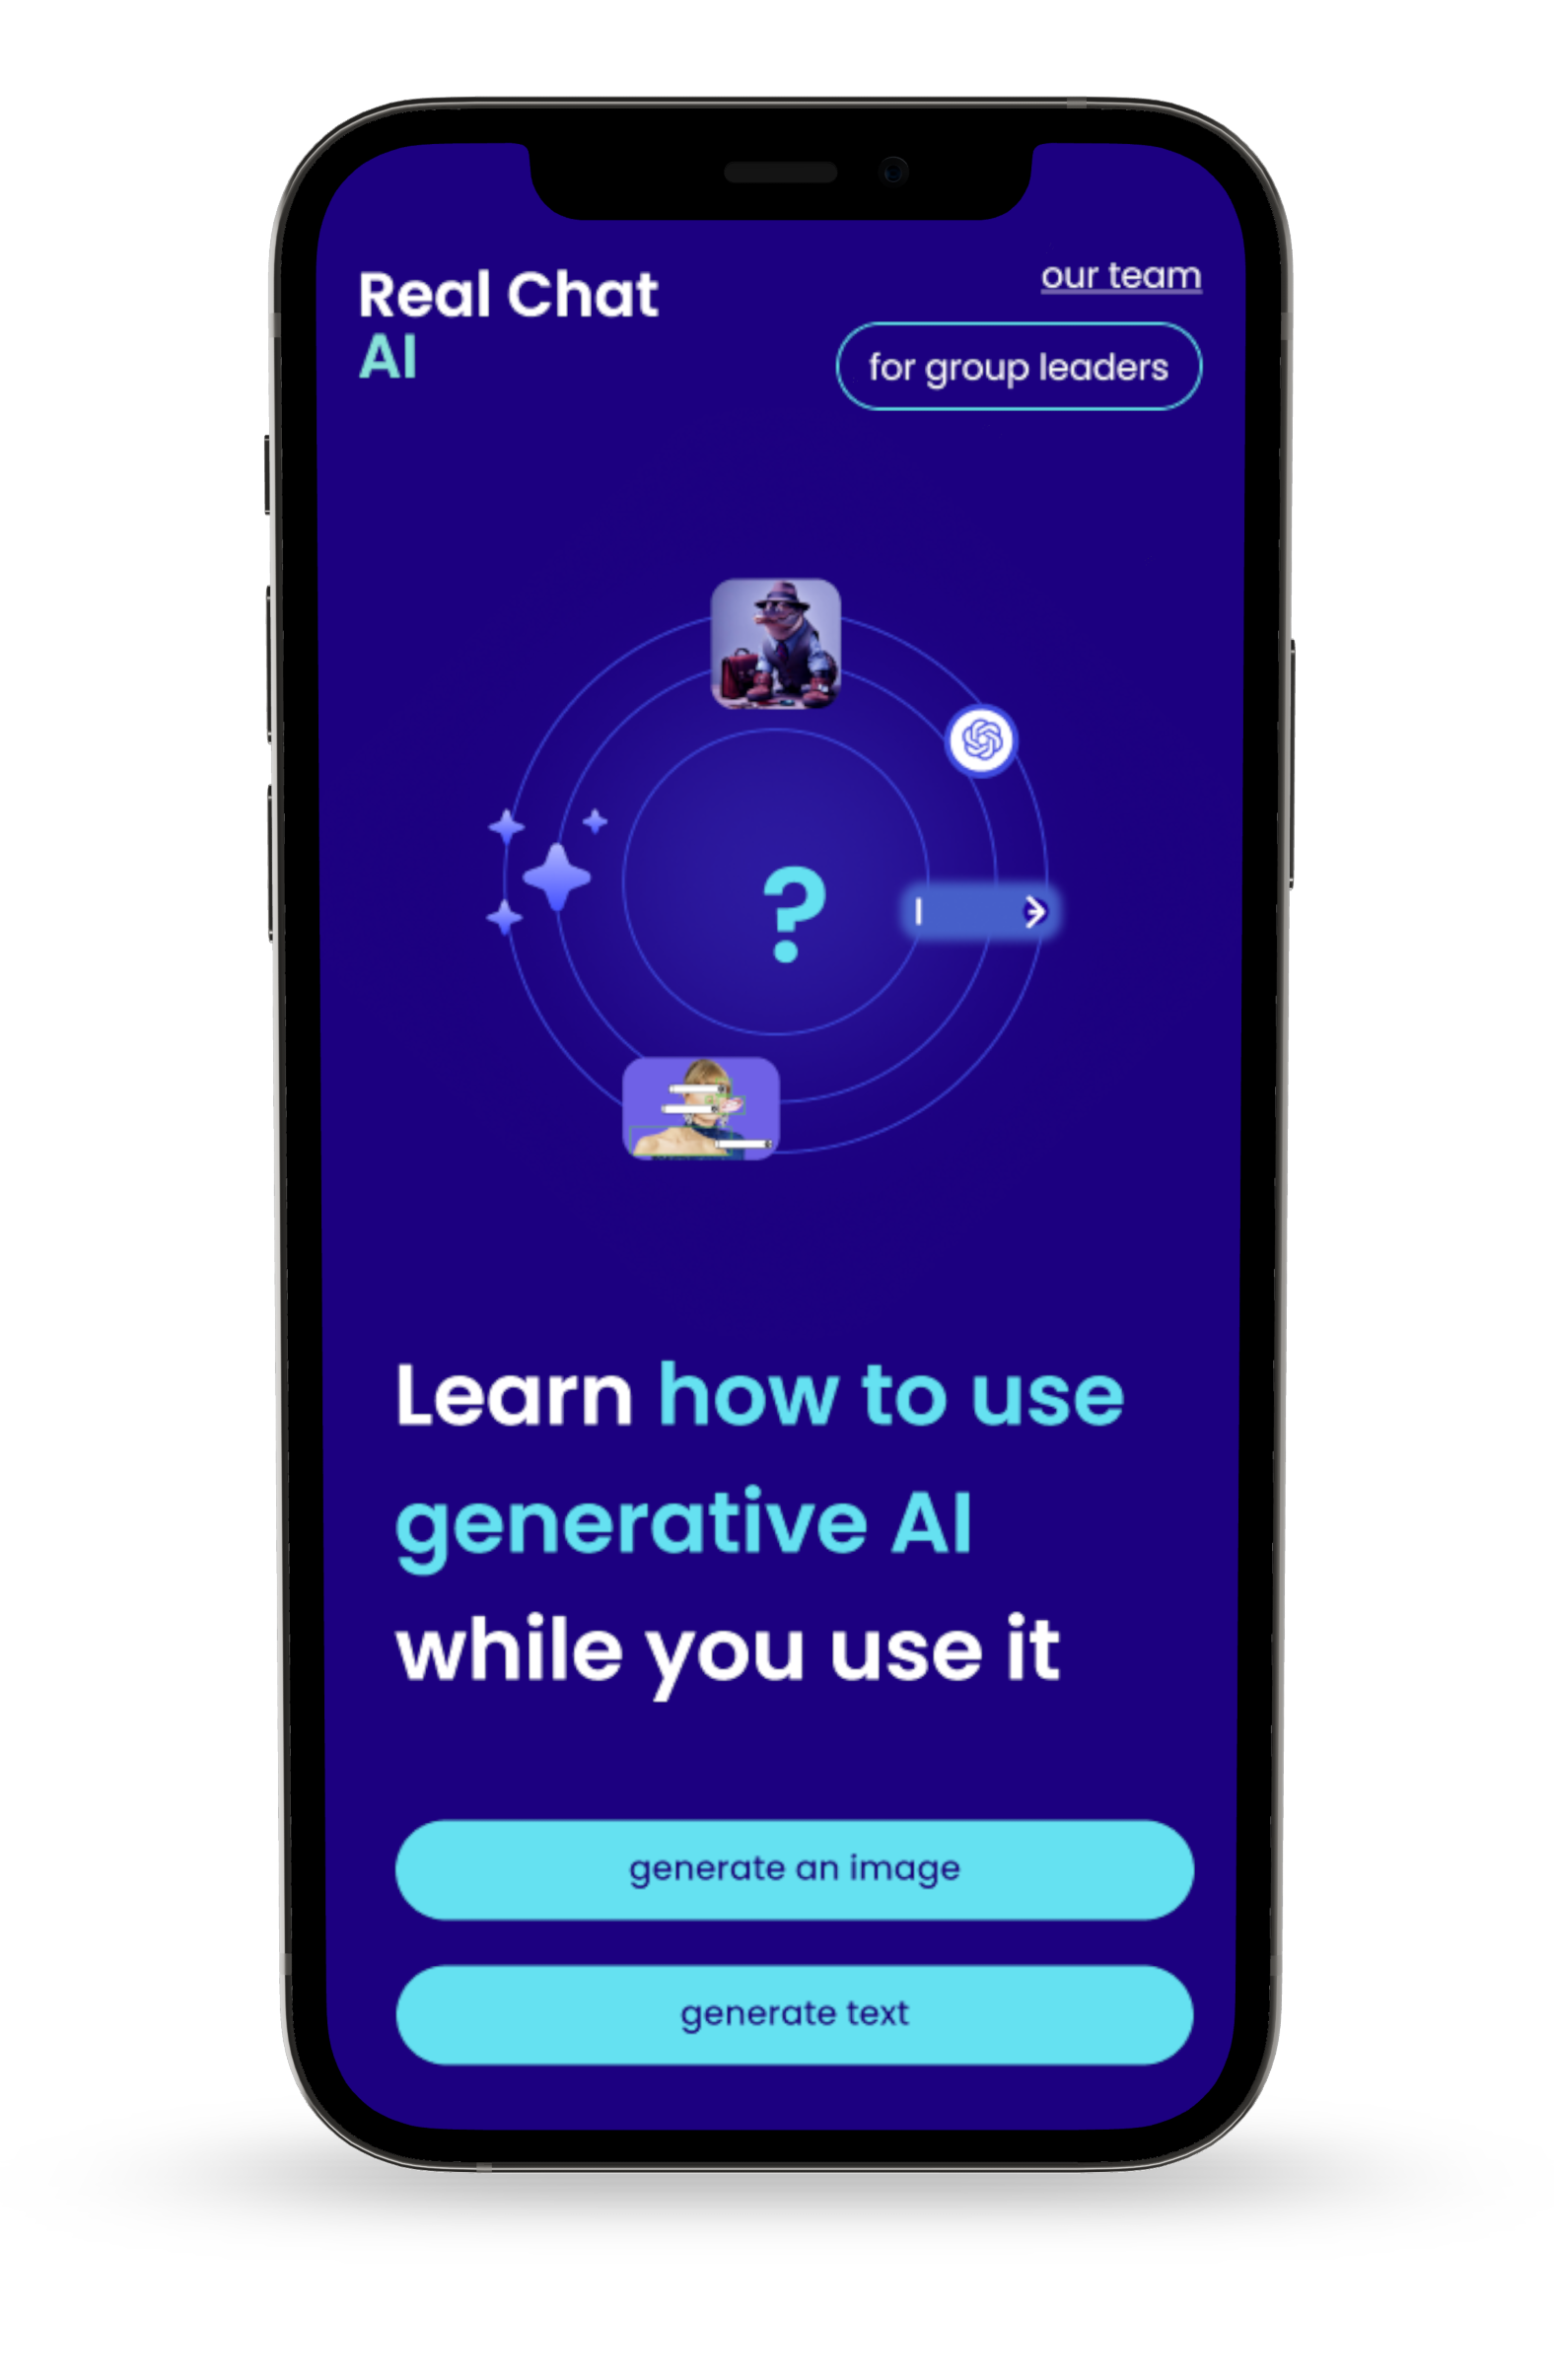 Real Chat
AI
our team
for group leaders
?
Learn how to use
generative AI
while you use it
generate an image
generate text